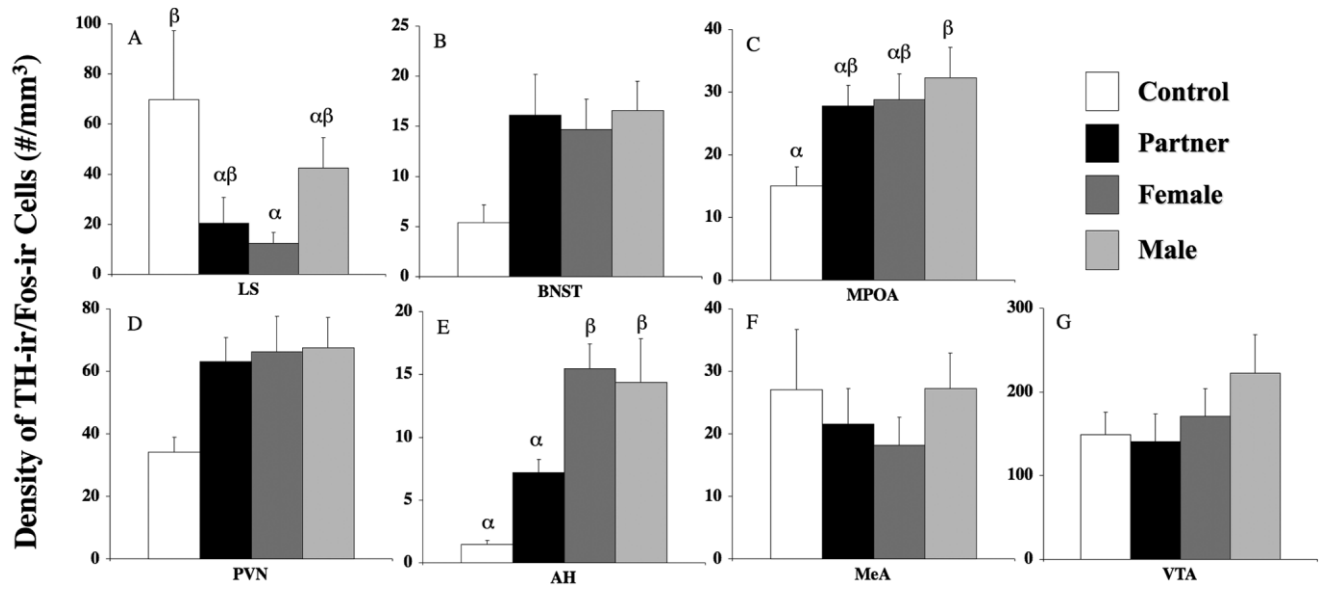 Density of TH-ir/Fos-ir Cells (#/mm³)
A
100
80
60
40
20
0
β
αβ
α
αβ
LS
B
25
20
15
10
5
0
BNST
C
40
30
20
10
0
α
αβ
αβ
β
MPOA
Control
Partner
Female
Male
D
80
60
40
20
0
PVN
E
20
15
10
5
0
α
α
β
β
AH
F
40
30
20
10
0
MeA
G
300
200
100
0
VTA